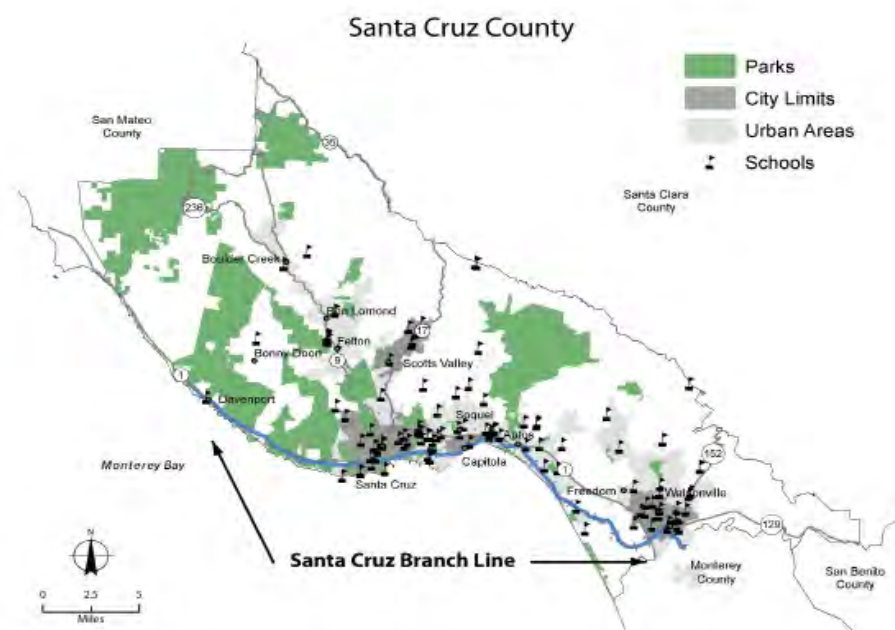 Santa Cruz County
Parks
City Limits
Urban Areas
Schools
San Mateo
County
35
Santa Clara
County
236
Boulder Creek
Ben Lomond
17
Felton
Bonny Doon
9
Scotts Valley
1
Davenport
Soquel
Aptos
152
Monterey Bay
Capitola
1
Santa Cruz
Freedom
Watsonville
129
N
Santa Cruz Branch Line
Monterey
County
San Benito
County
0 2.5 5
Miles